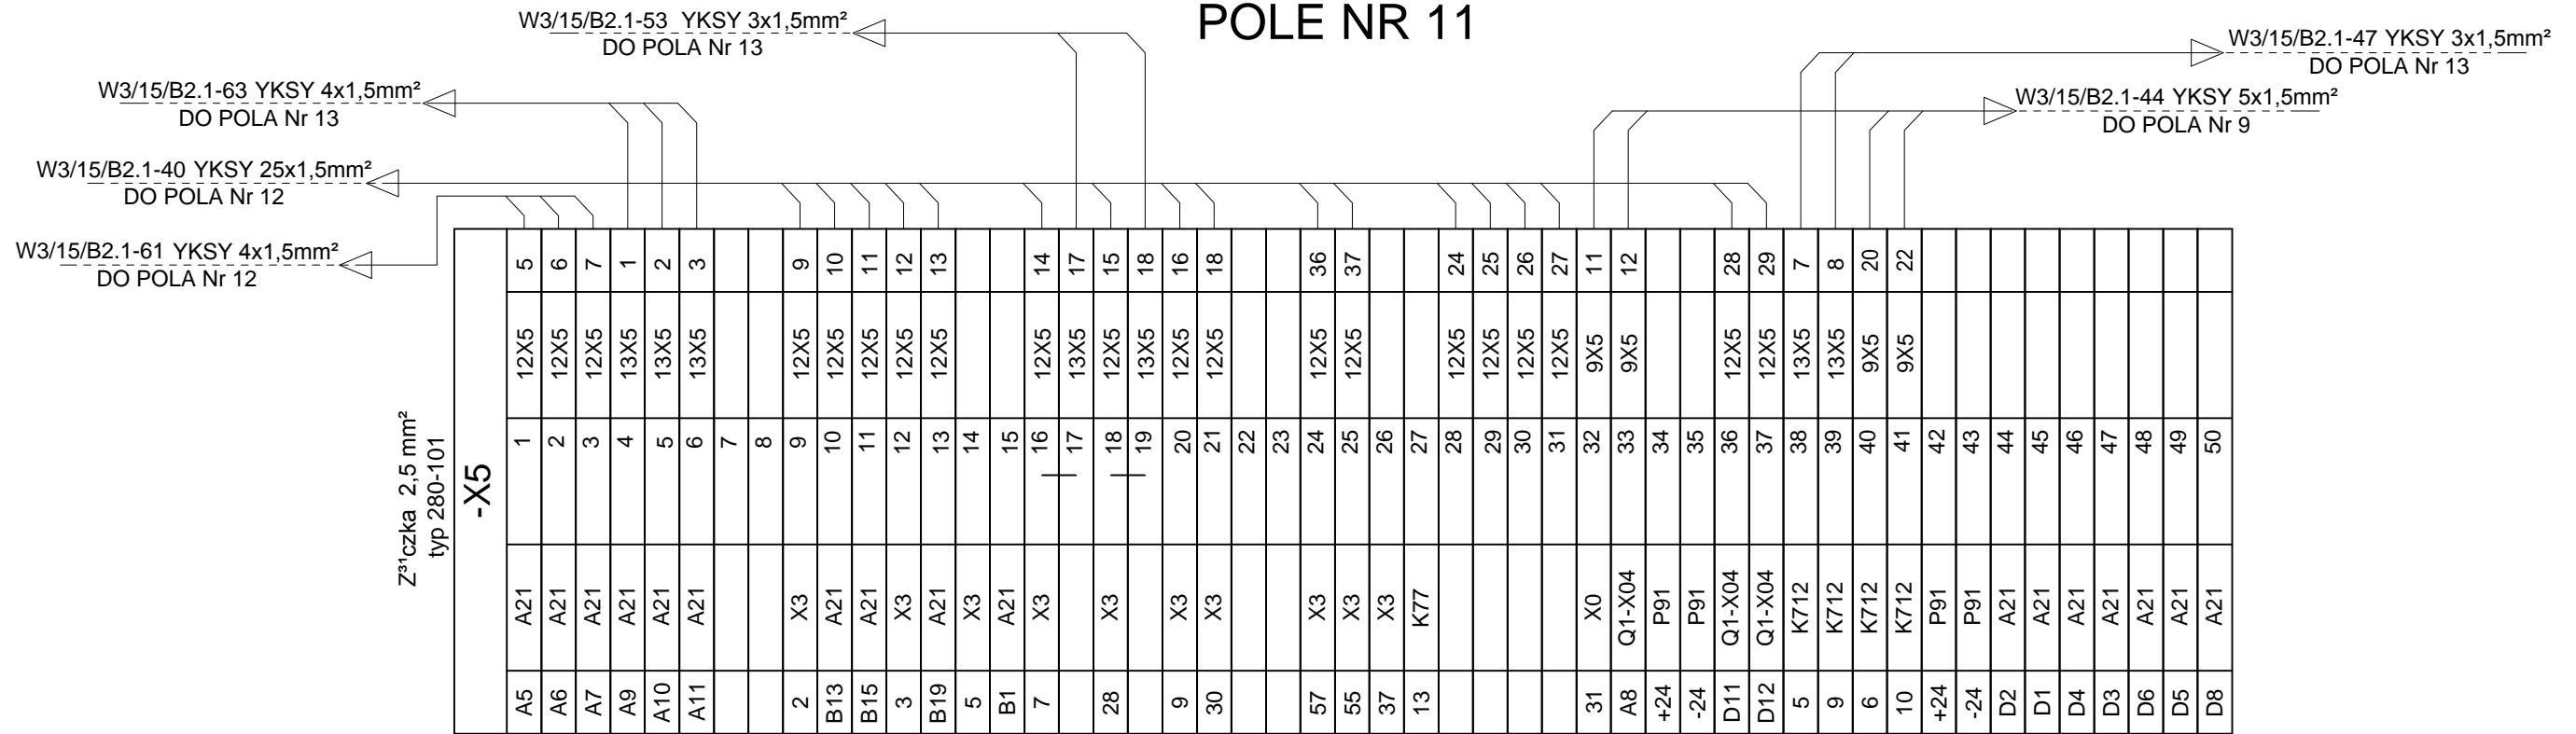 POLE NR 11
W3/15/B2.1-53 YKSY 3x1,5mm²
DO POLA Nr 13
W3/15/B2.1-47 YKSY 3x1,5mm²
DO POLA Nr 13
W3/15/B2.1-63 YKSY 4x1,5mm²
DO POLA Nr 13
W3/15/B2.1-44 YKSY 5x1,5mm²
DO POLA Nr 9
W3/15/B2.1-40 YKSY 25x1,5mm²
DO POLA Nr 12
W3/15/B2.1-61 YKSY 4x1,5mm²
DO POLA Nr 12
Z³¹czka 2,5 mm²
typ 280-101
-X5
5 6 7 1 2 3 9 10 11 12 13 14 17 15 18 16 18 36 37 24 25 26 27 11 12 28 29 7 8 20 22
12X5 12X5 12X5 13X5 13X5 13X5 12X5 12X5 12X5 12X5 12X5 12X5 13X5 12X5 13X5 12X5 12X5 12X5 12X5 12X5 12X5 12X5 12X5 9X5 9X5 12X5 12X5 13X5 13X5 9X5 9X5
1 2 3 4 5 6 7 8 9 10 11 12 13 14 15 16 17 18 19 20 21 22 23 24 25 26 27 28 29 30 31 32 33 34 35 36 37 38 39 40 41 42 43 44 45 46 47 48 49 50
A21 A21 A21 A21 A21 A21 X3 A21 A21 X3 A21 X3 A21 X3 X3 X3 X3 X3 X3 X3 K77 X0 Q1-X04 P91 P91 Q1-X04 Q1-X04 K712 K712 K712 K712 P91 P91 A21 A21 A21 A21 A21 A21 A21
A5 A6 A7 A9 A10 A11 2 B13 B15 3 B19 5 B1 7 28 9 30 57 55 37 13 31 A8 +24 -24 D11 D12 5 9 6 10 +24 -24 D2 D1 D4 D3 D6 D5 D8